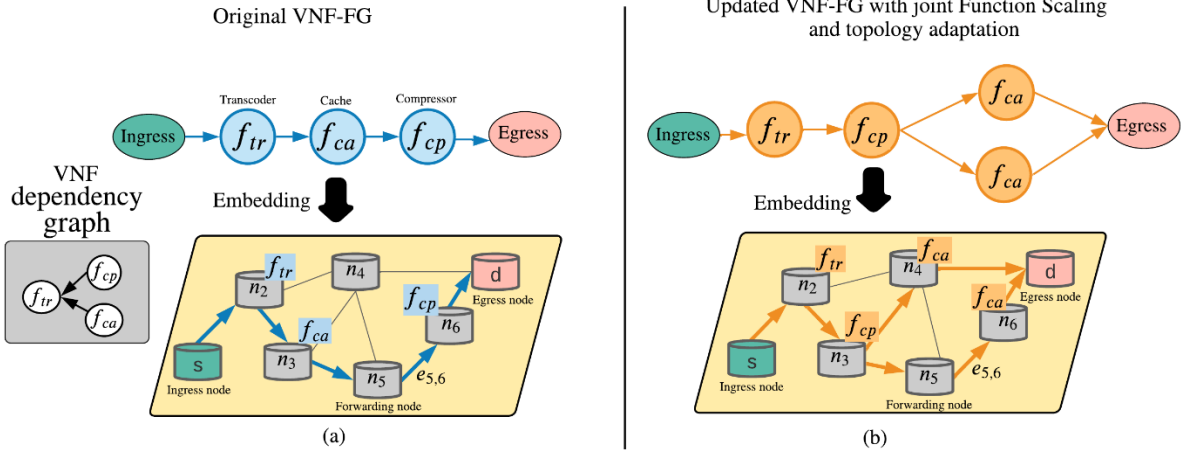 Original VNF-FG
Transcoder
Cache
Compressor
Ingress
f_tr
f_ca
f_cp
Egress
Embedding
VNF
dependency
graph
f_cp
f_tr
f_ca
f_tr
n_2
n_4
d
Egress node
f_cp
f_ca
n_6
n_3
s
Ingress node
n_5
e_5,6
Forwarding node
(a)
Updated VNF-FG with joint Function Scaling
and topology adaptation
Ingress
f_tr
f_cp
f_ca
f_ca
Egress
Embedding
f_tr
n_2
f_ca
n_4
d
Egress node
f_ca
f_cp
n_6
n_3
s
Ingress node
n_5
e_5,6
Forwarding node
(b)